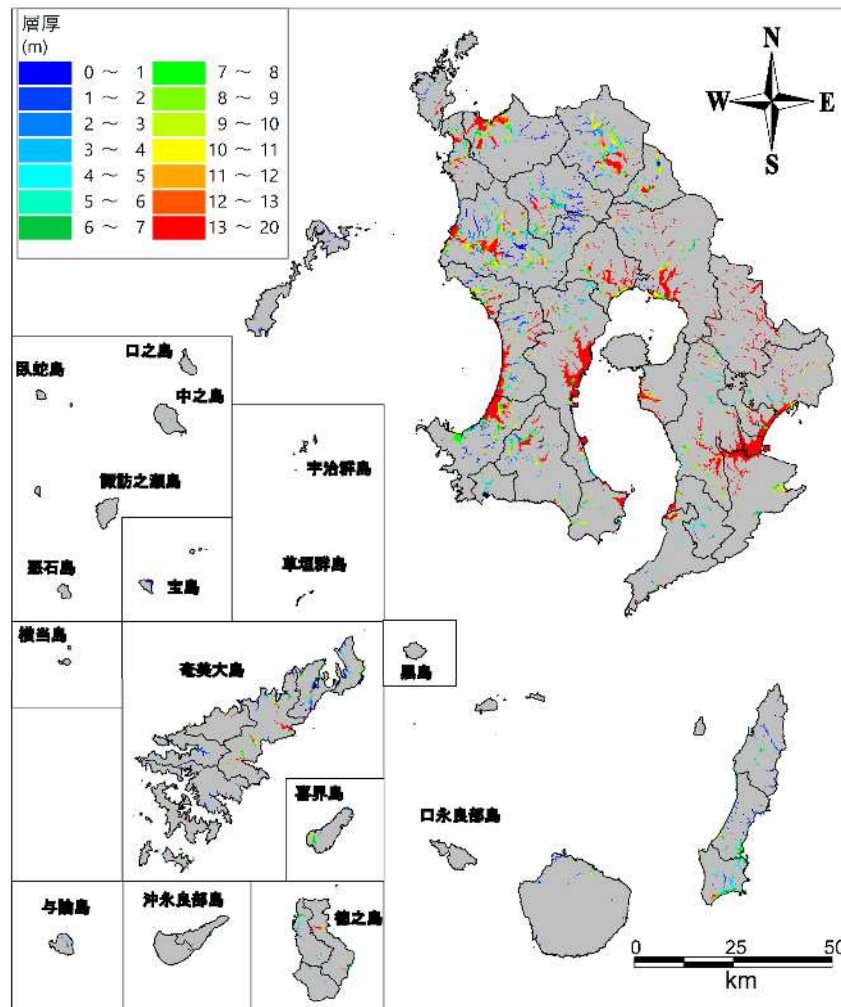 層厚
(m)
0 ～ 1
1 ～ 2
2 ～ 3
3 ～ 4
4 ～ 5
5 ～ 6
6 ～ 7
7 ～ 8
8 ～ 9
9 ～ 10
10 ～ 11
11 ～ 12
12 ～ 13
13 ～ 20
N
W E
S
口之島
臥蛇島
中之島
諏訪之瀬島
悪石島
宝島
宇治群島
草垣群島
横当島
奄美大島
黒島
喜界島
口永良部島
与論島
沖永良部島
徳之島
0 25 50
km